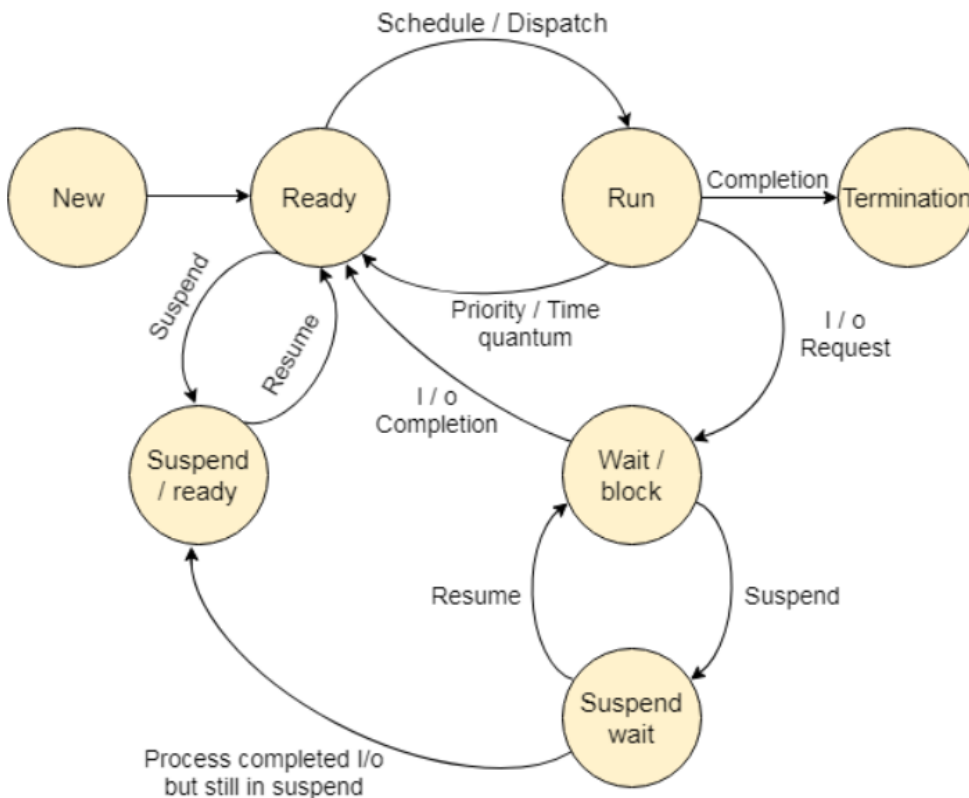 Schedule / Dispatch
New
Ready
Run
Completion
Termination
Suspend
Resume
Priority / Time
quantum
I / o
Request
I / o
Completion
Suspend
/ ready
Wait /
block
Resume
Suspend
Suspend
wait
Process completed I/o
but still in suspend